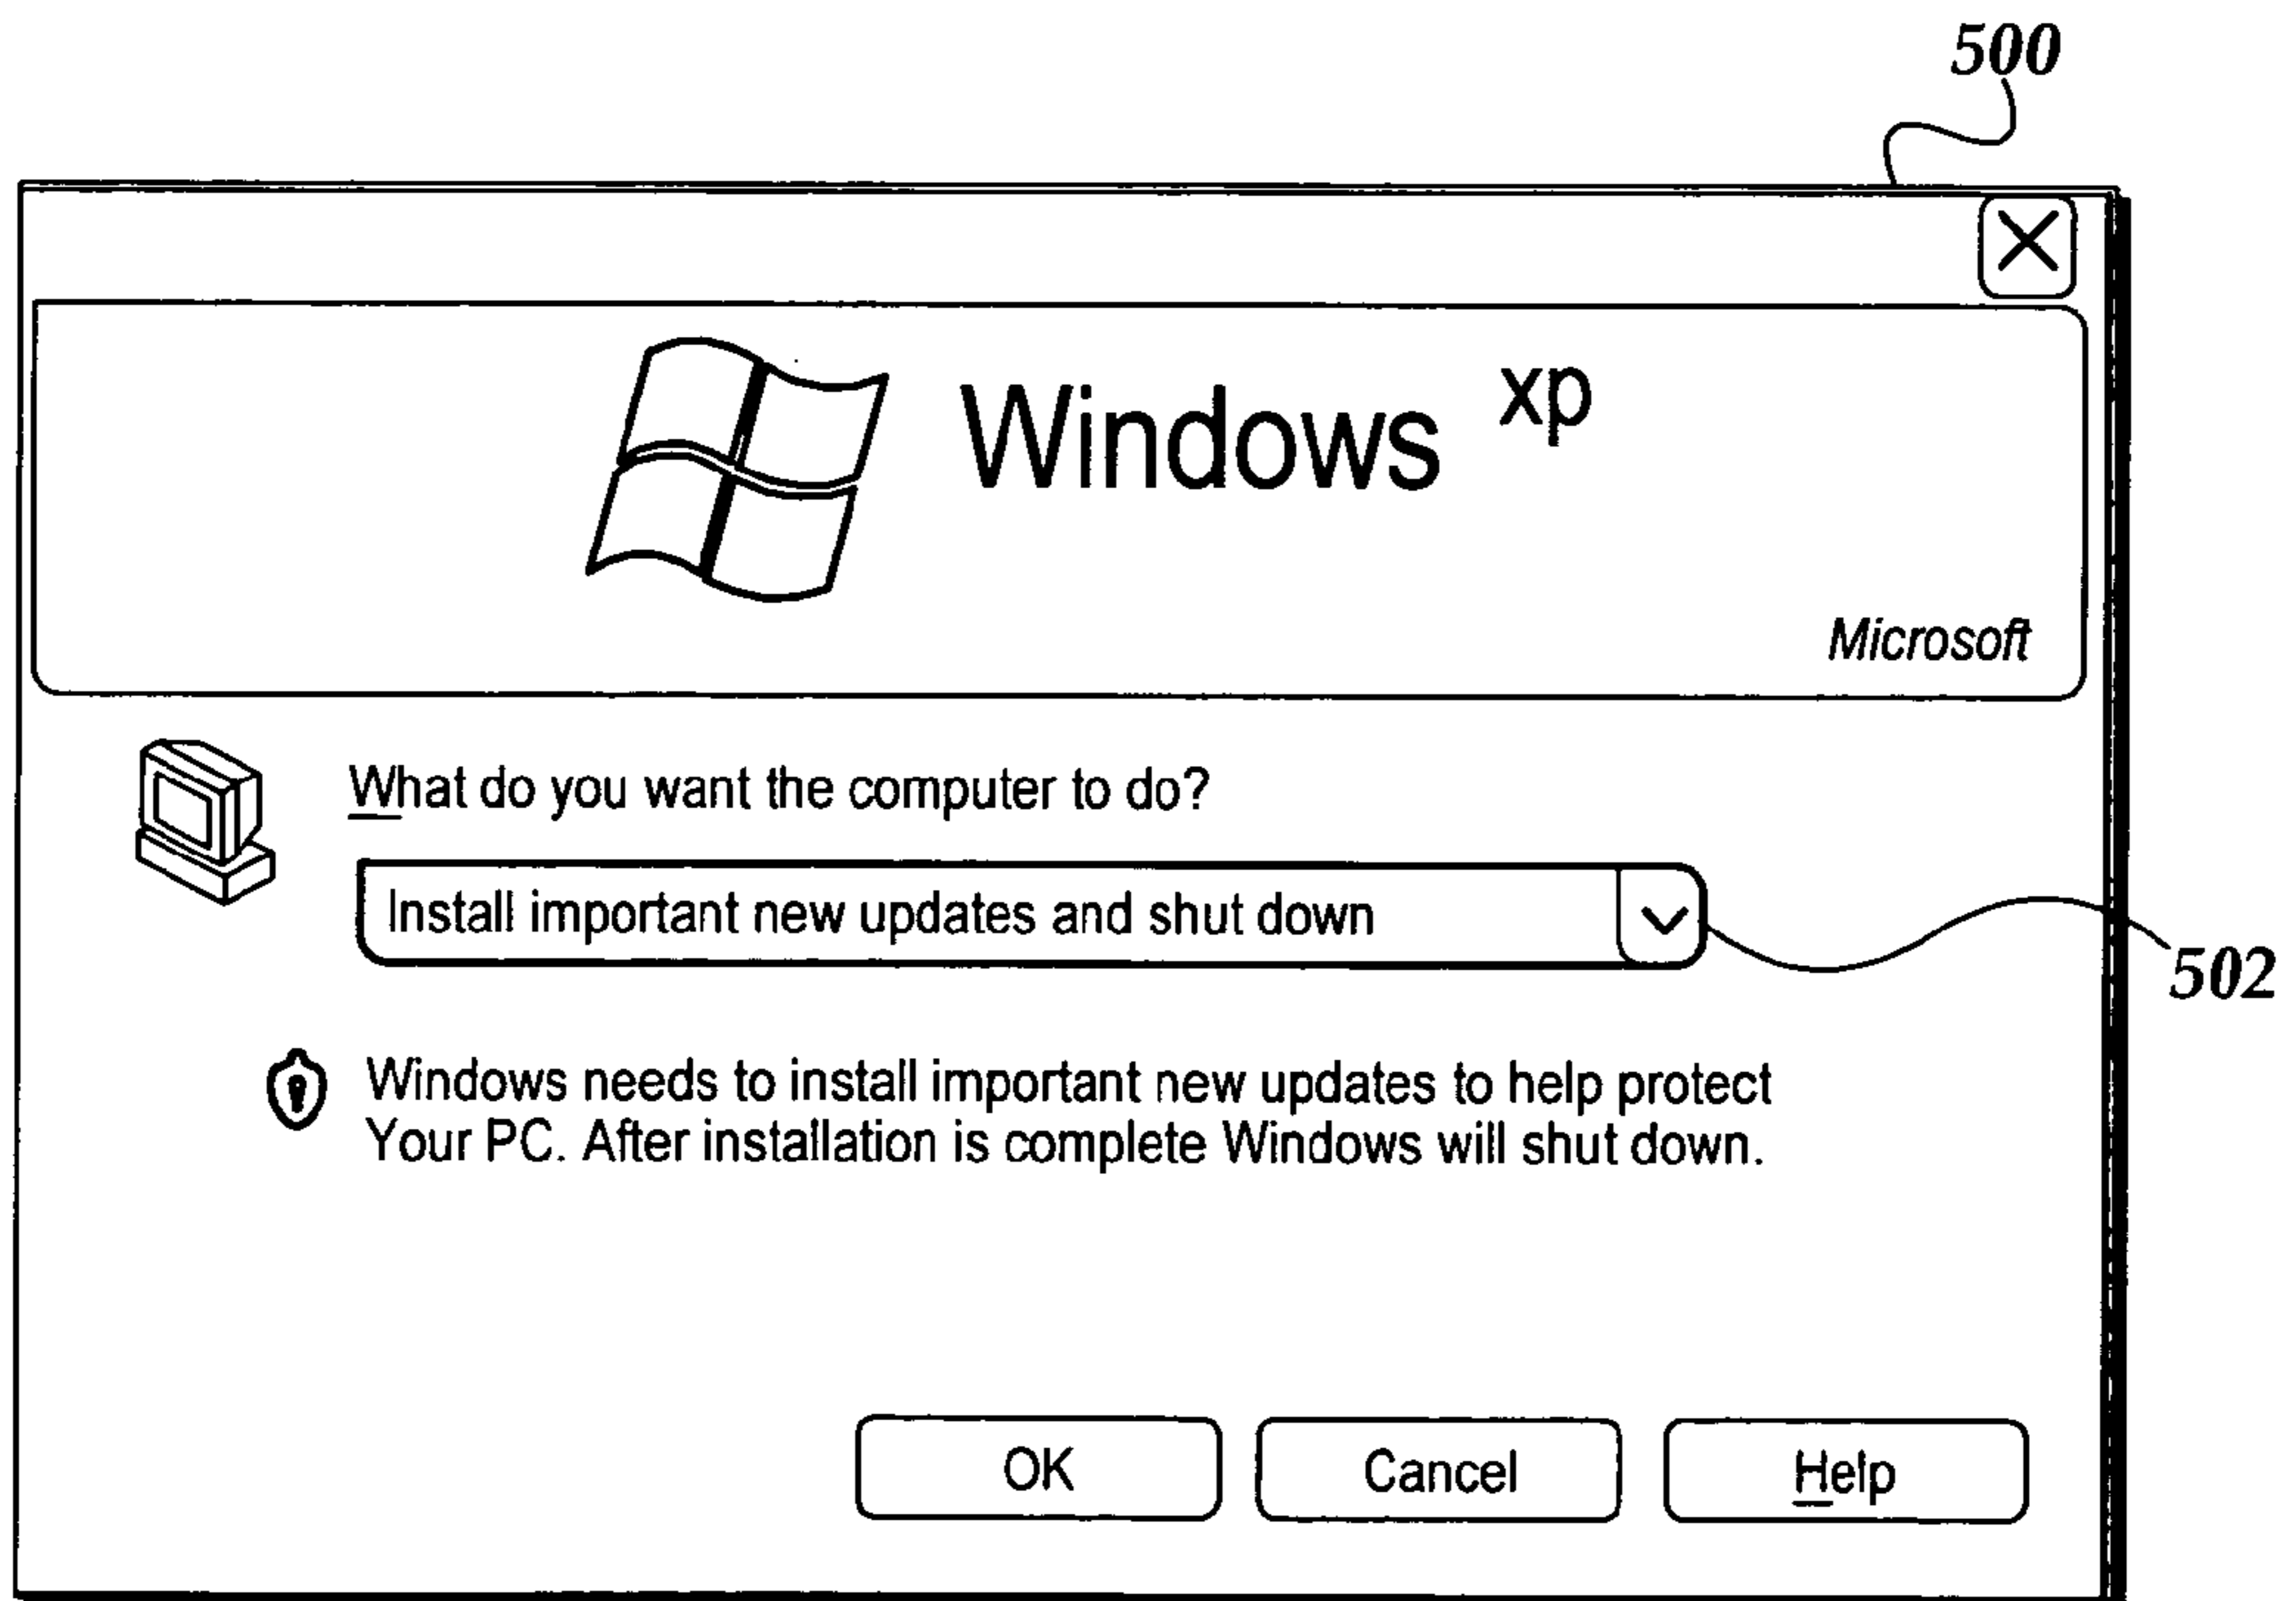 500
Windows xp
Microsoft
What do you want the computer to do?
Install important new updates and shut down
502
Windows needs to install important new updates to help protect
Your PC. After installation is complete Windows will shut down.
OK Cancel Help